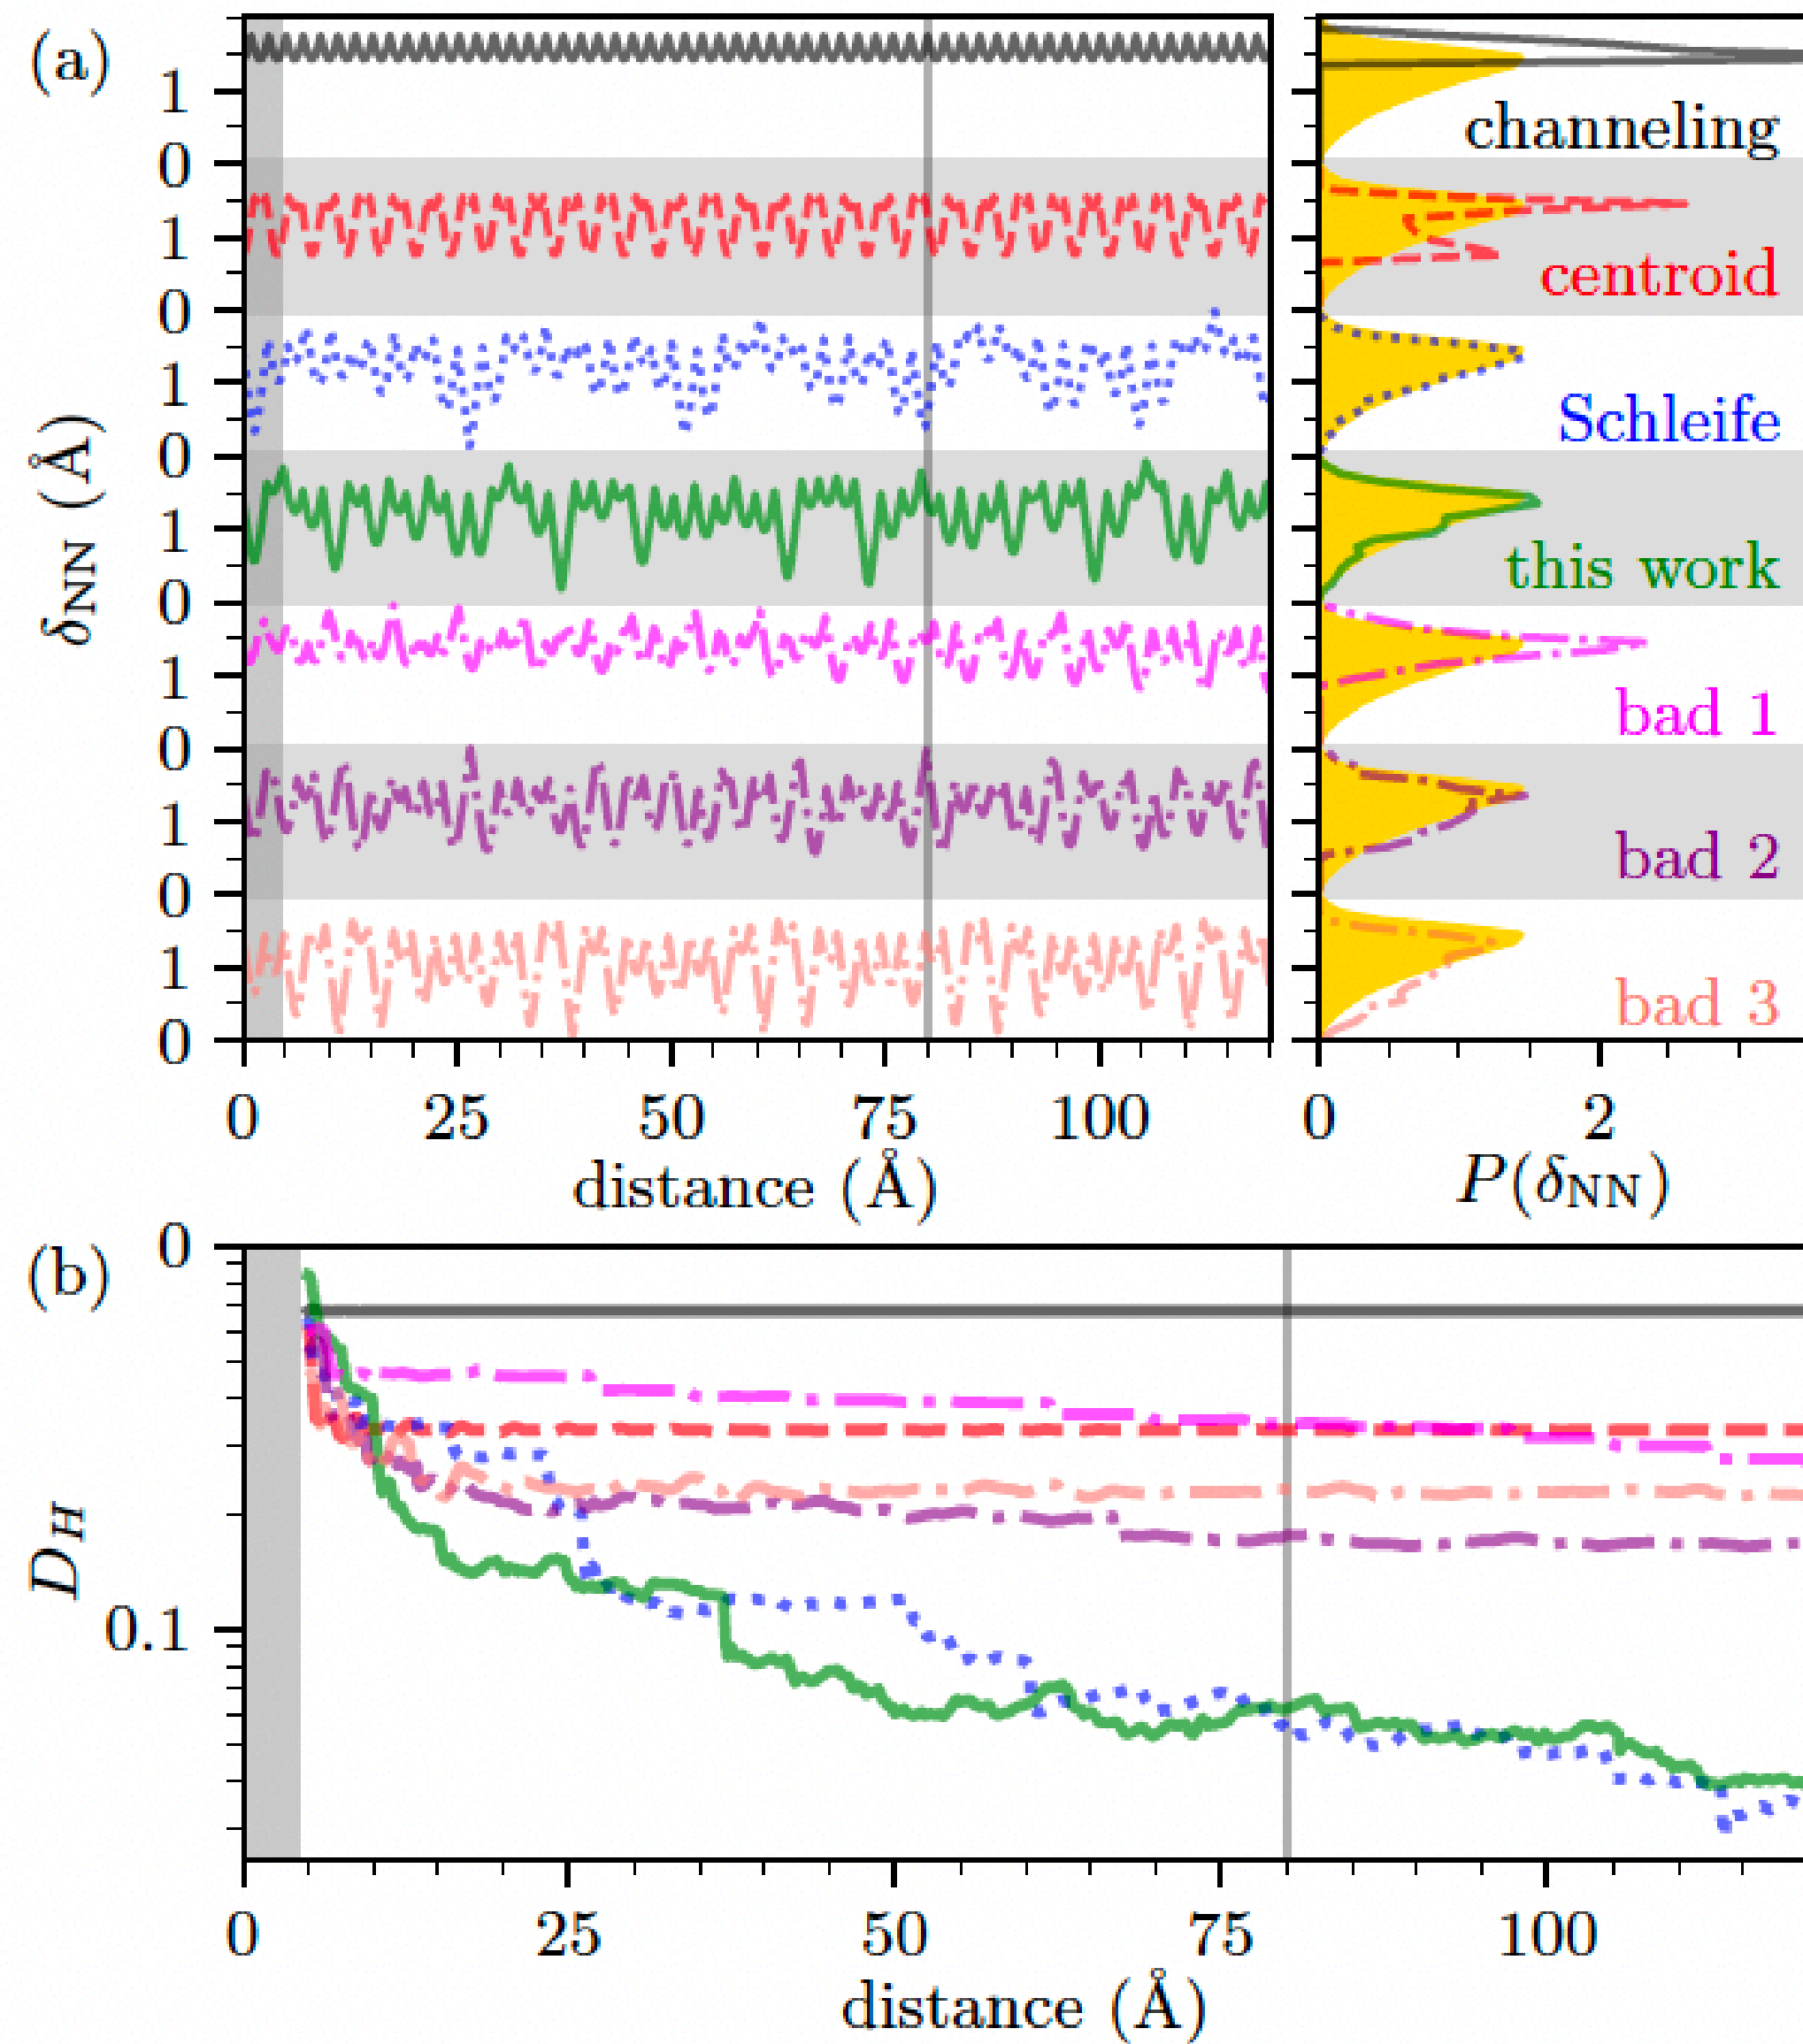 (a)
1
0
1
0
1
0
1
0
1
0
1
0
1
0
δNN (Å)
channeling
centroid
Schleife
this work
bad 1
bad 2
bad 3
0 25 50 75 100
distance (Å)
0 2
P(δNN)
(b)
0
0.1
DH
0 25 50 75 100
distance (Å)